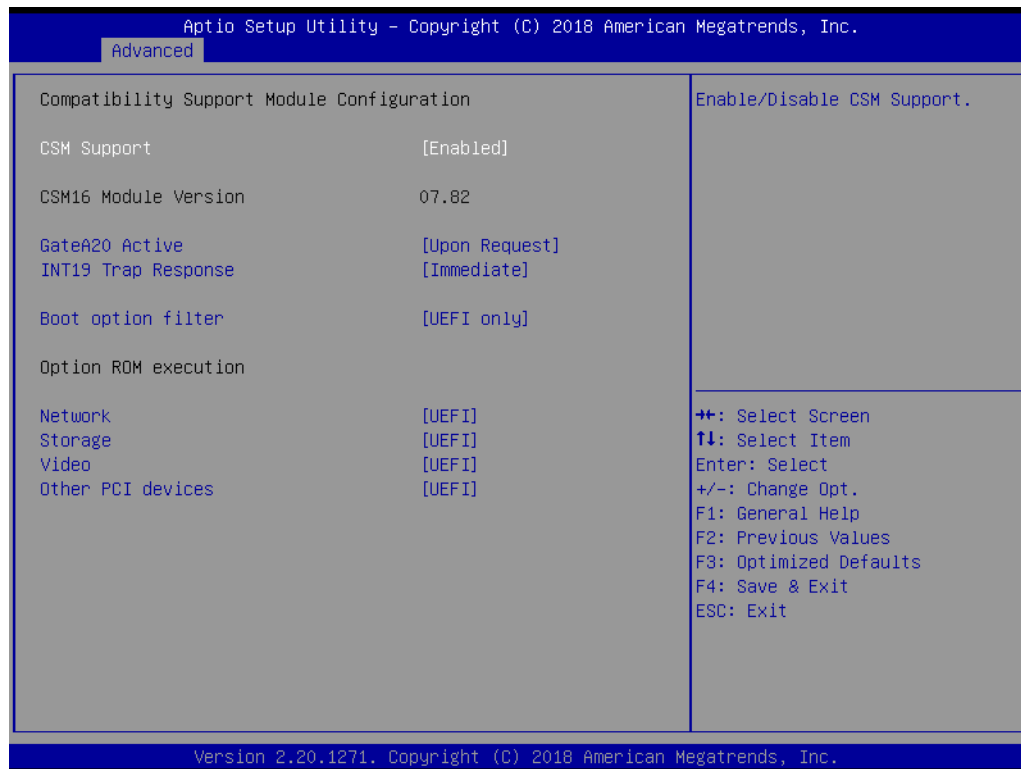 Aptio Setup Utility – Copyright (C) 2018 American Megatrends, Inc.
Advanced
Compatibility Support Module Configuration
CSM Support [Enabled]
CSM16 Module Version 07.82
GateA20 Active [Upon Request]
INT19 Trap Response [Immediate]
Boot option filter [UEFI only]
Option ROM execution
Network [UEFI]
Storage [UEFI]
Video [UEFI]
Other PCI devices [UEFI]
Enable/Disable CSM Support.
→←: Select Screen
↑↓: Select Item
Enter: Select
+/-: Change Opt.
F1: General Help
F2: Previous Values
F3: Optimized Defaults
F4: Save & Exit
ESC: Exit
Version 2.20.1271. Copyright (C) 2018 American Megatrends, Inc.